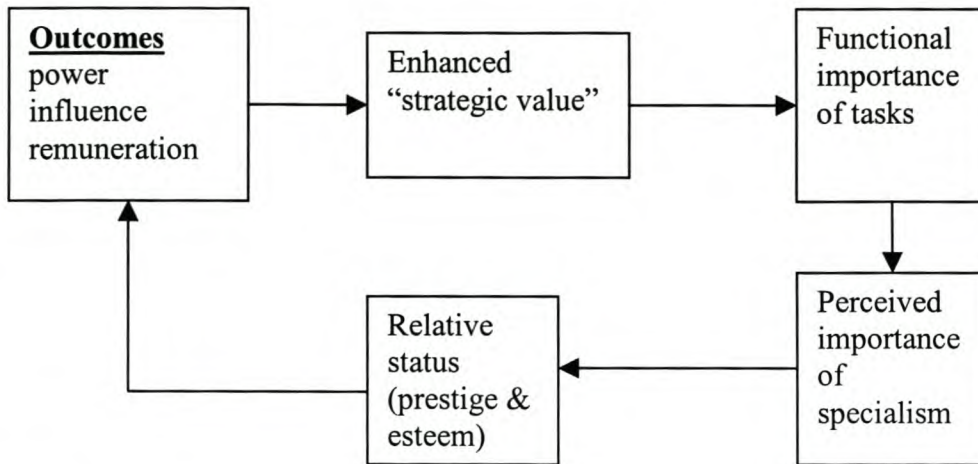 Outcomes
power
influence
remuneration
Enhanced
“strategic value”
Functional
importance
of tasks
Perceived
importance
of
specialism
Relative
status
(prestige &
esteem)